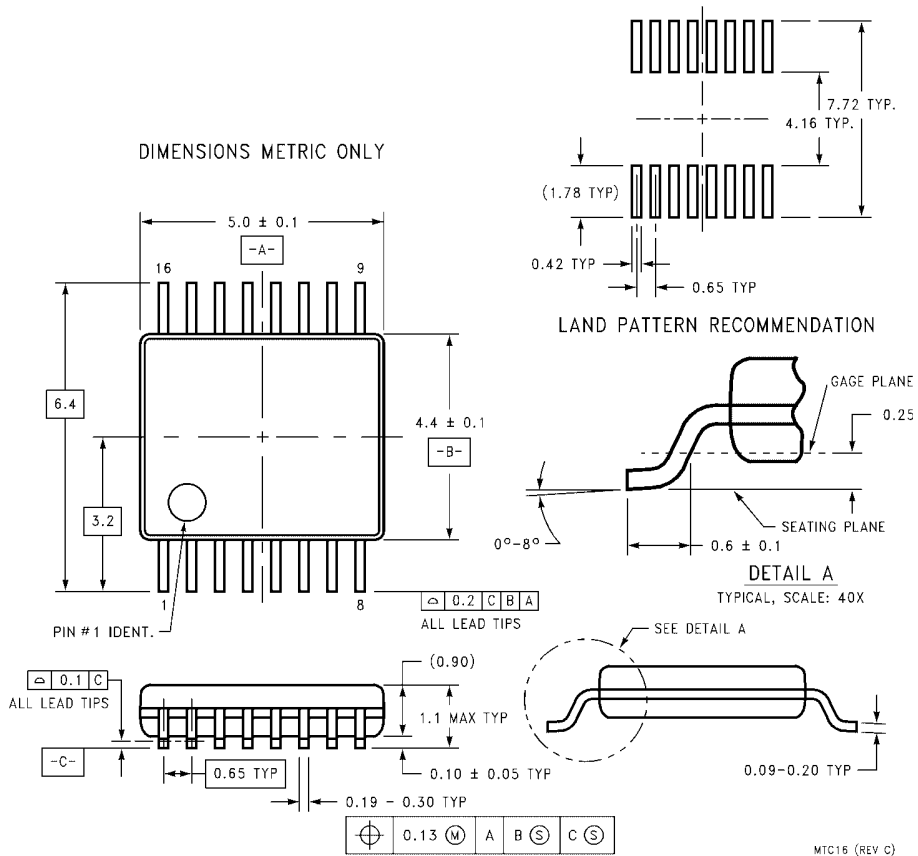 7.72 TYP.
4.16 TYP.
(1.78 TYP)
0.42 TYP
0.65 TYP
LAND PATTERN RECOMMENDATION
DIMENSIONS METRIC ONLY
5.0 ± 0.1
-A-
16
9
6.4
4.4 ± 0.1
-B-
3.2
1
8
PIN #1 IDENT.
⌓ 0.2 C B A
ALL LEAD TIPS
GAGE PLANE
0.25
SEATING PLANE
0°-8°
0.6 ± 0.1
DETAIL A
TYPICAL, SCALE: 40X
SEE DETAIL A
(0.90)
⌓ 0.1 C
ALL LEAD TIPS
1.1 MAX TYP
-C-
0.65 TYP
0.10 ± 0.05 TYP
0.19 - 0.30 TYP
0.09-0.20 TYP
⌖ 0.13 Ⓜ A B Ⓢ C Ⓢ
MTC16 (REV C)